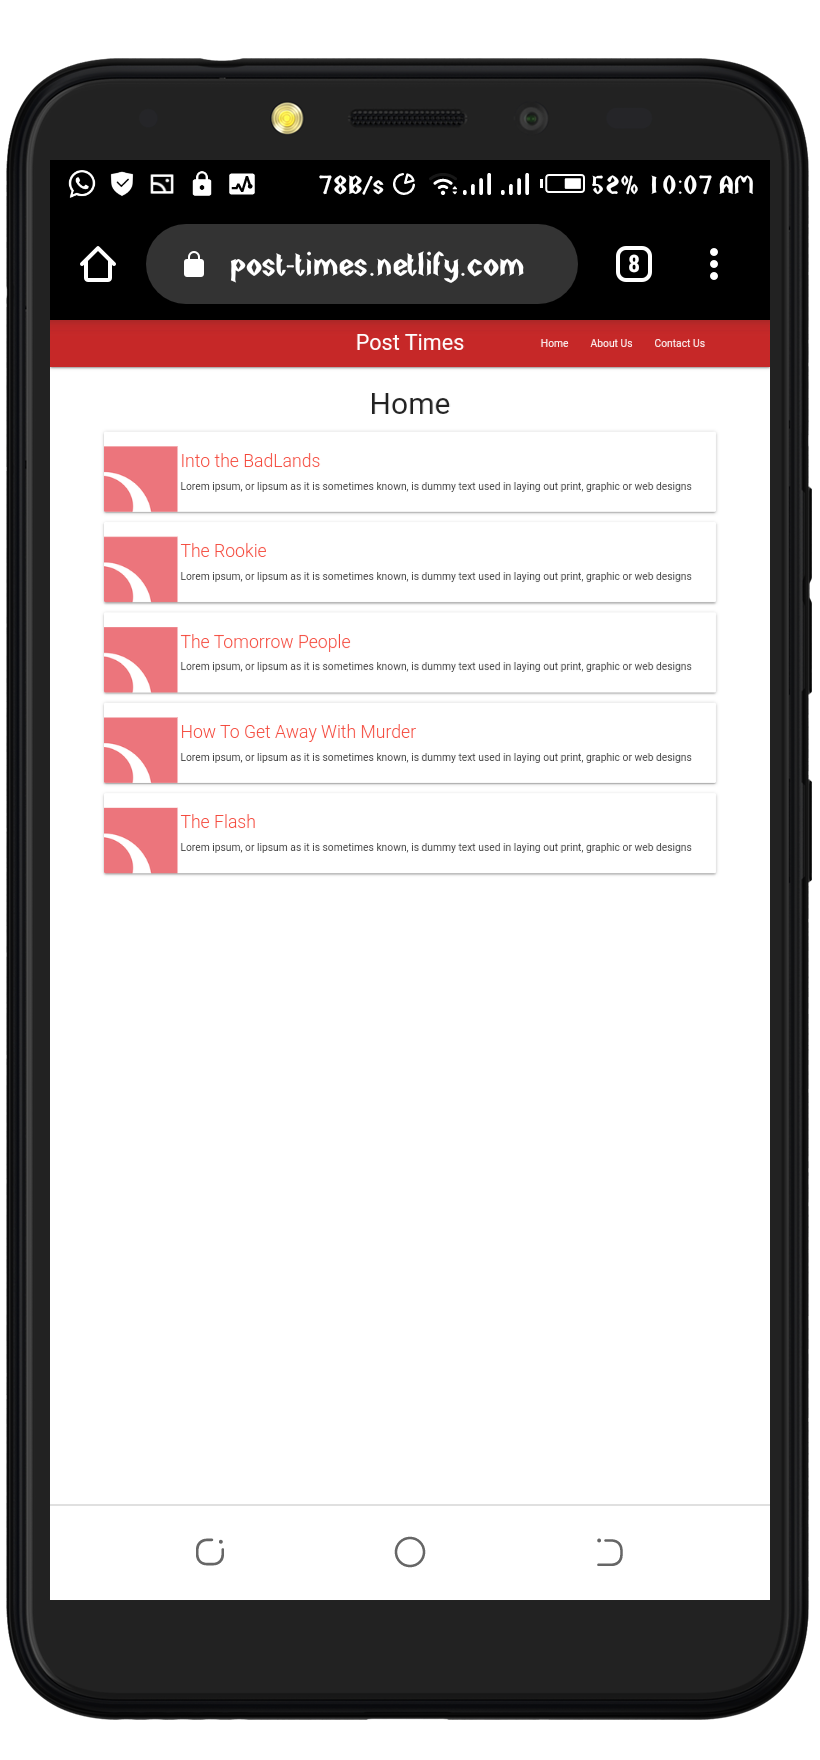 78B/s 52% 10:07 AM
post-times.netlify.com 8
Post Times Home About Us Contact Us
Home
Into the BadLands
Lorem ipsum, or lipsum as it is sometimes known, is dummy text used in laying out print, graphic or web designs
The Rookie
Lorem ipsum, or lipsum as it is sometimes known, is dummy text used in laying out print, graphic or web designs
The Tomorrow People
Lorem ipsum, or lipsum as it is sometimes known, is dummy text used in laying out print, graphic or web designs
How To Get Away With Murder
Lorem ipsum, or lipsum as it is sometimes known, is dummy text used in laying out print, graphic or web designs
The Flash
Lorem ipsum, or lipsum as it is sometimes known, is dummy text used in laying out print, graphic or web designs